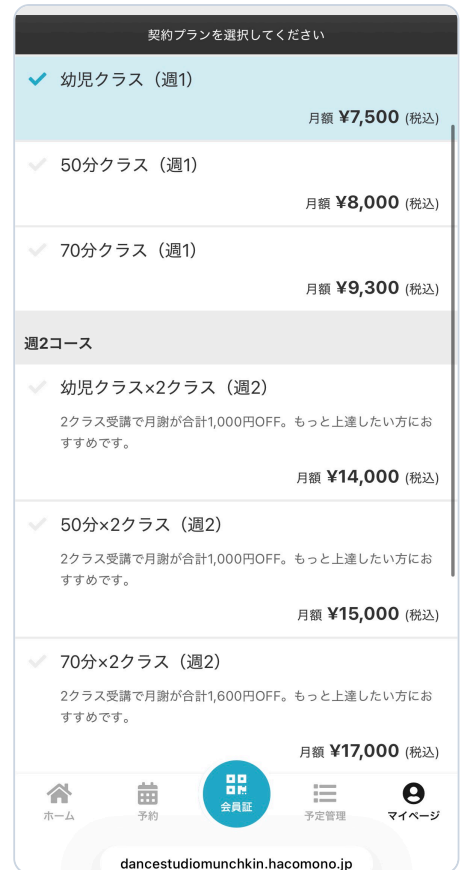 契約プランを選択してください
幼児クラス（週1）
月額 ¥7,500 (税込)
50分クラス（週1）
月額 ¥8,000 (税込)
70分クラス（週1）
月額 ¥9,300 (税込)
週2コース
幼児クラス×2クラス（週2）
2クラス受講で月謝が合計1,000円OFF。もっと上達したい方にお
すすめです。
月額 ¥14,000 (税込)
50分×2クラス（週2）
2クラス受講で月謝が合計1,000円OFF。もっと上達したい方にお
すすめです。
月額 ¥15,000 (税込)
70分×2クラス（週2）
2クラス受講で月謝が合計1,600円OFF。もっと上達したい方にお
すすめです。
月額 ¥17,000 (税込)
ホーム 予約 会員証 予定管理 マイページ
dancestudiomunchkin.hacomono.jp